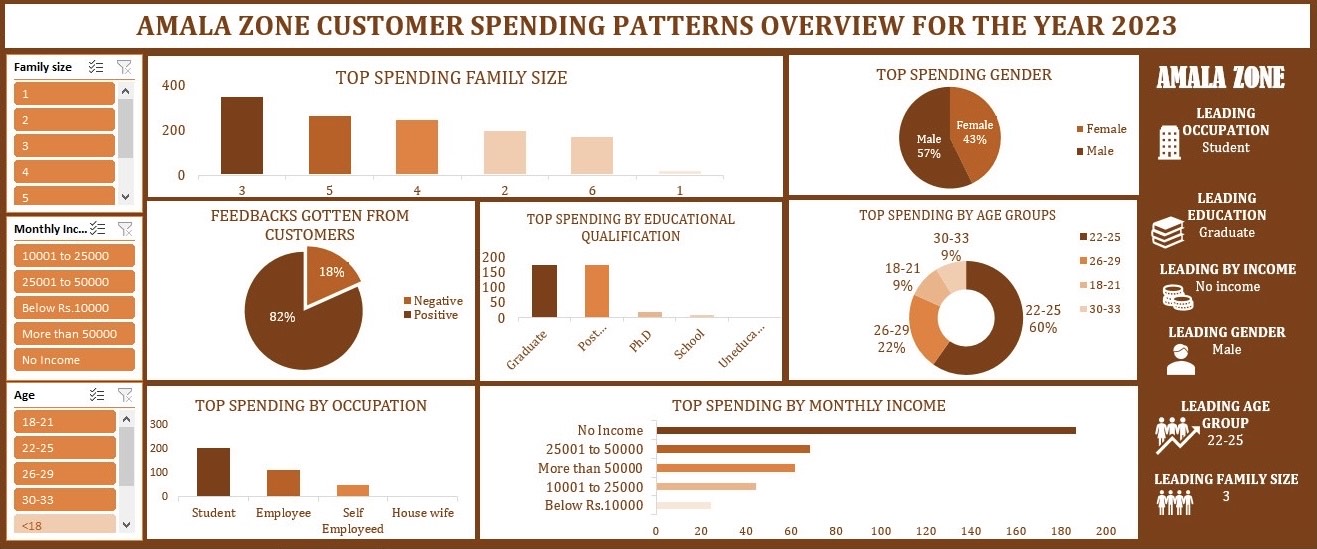 AMALA ZONE CUSTOMER SPENDING PATTERNS OVERVIEW FOR THE YEAR 2023
Family size
1
2
3
4
5
Monthly Inc...
10001 to 25000
25001 to 50000
Below Rs.10000
More than 50000
No Income
Age
18-21
22-25
26-29
30-33
<18
TOP SPENDING FAMILY SIZE
400
200
0
3 5 4 2 6 1
TOP SPENDING GENDER
Female
43%
Male
57%
Female
Male
FEEDBACKS GOTTEN FROM
CUSTOMERS
18%
82%
Negative
Positive
TOP SPENDING BY EDUCATIONAL
QUALIFICATION
200
150
100
50
0
Graduate
Post...
Ph.D
School
Uneduca...
TOP SPENDING BY AGE GROUPS
30-33
9%
18-21
9%
26-29
22%
22-25
60%
22-25
26-29
18-21
30-33
TOP SPENDING BY OCCUPATION
300
200
100
0
Student Employee Self House wife
Employeed
TOP SPENDING BY MONTHLY INCOME
No Income
25001 to 50000
More than 50000
10001 to 25000
Below Rs.10000
0 20 40 60 80 100 120 140 160 180 200
AMALA ZONE
LEADING
OCCUPATION
Student
LEADING
EDUCATION
Graduate
LEADING BY INCOME
No income
LEADING GENDER
Male
LEADING AGE
GROUP
22-25
LEADING FAMILY SIZE
3